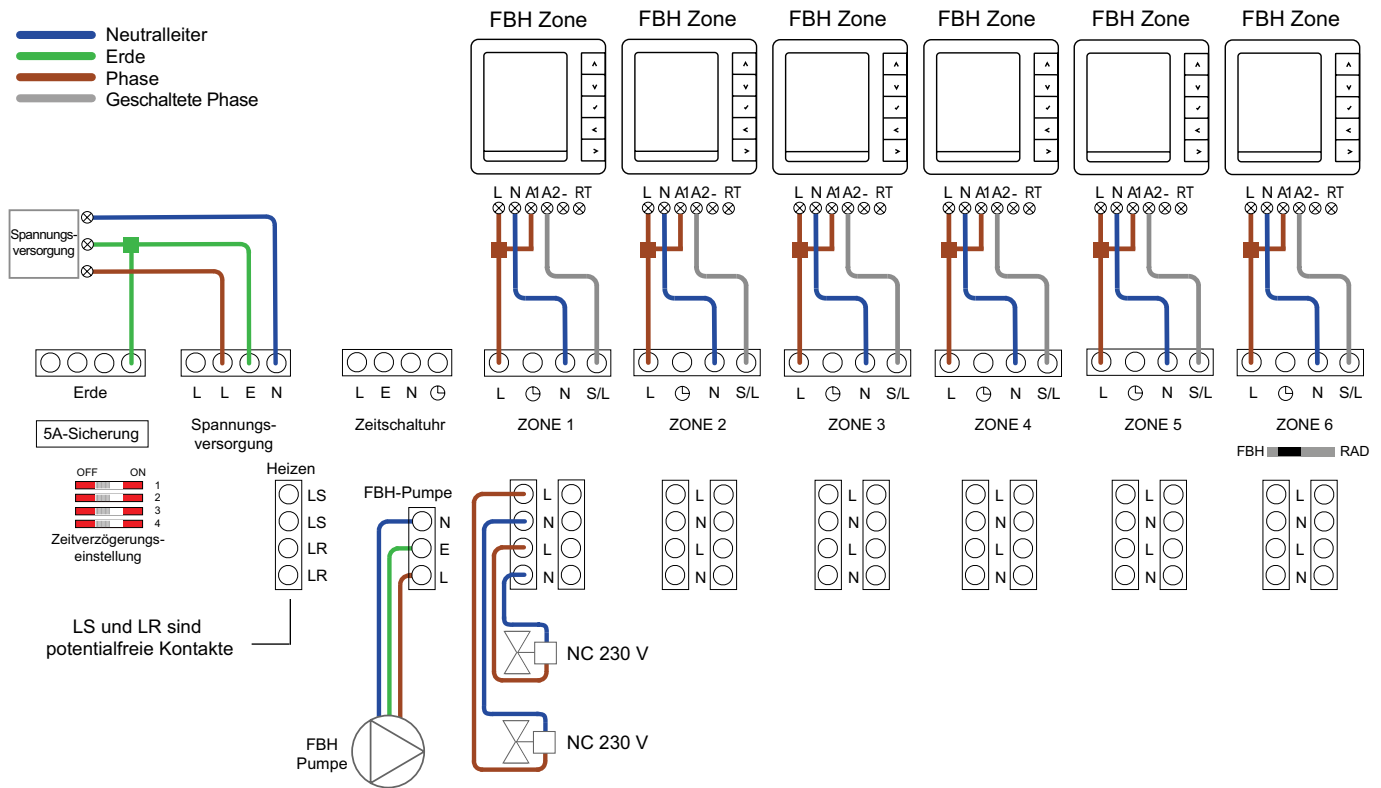 Neutralleiter
Erde
Phase
Geschaltete Phase
FBH Zone FBH Zone FBH Zone FBH Zone FBH Zone FBH Zone
L N A1 A2 - RT L N A1 A2 - RT L N A1 A2 - RT L N A1 A2 - RT L N A1 A2 - RT L N A1 A2 - RT
Spannungs-
versorgung
Erde
L L E N
L E N
L N S/L L N S/L L N S/L L N S/L L N S/L L N S/L
5A-Sicherung
Spannungs-
versorgung
Zeitschaltuhr
ZONE 1 ZONE 2 ZONE 3 ZONE 4 ZONE 5 ZONE 6
FBH RAD
OFF ON
1
2
3
4
Zeitverzögerungs-
einstellung
Heizen
LS
LS
LR
LR
LS und LR sind
potentialfreie Kontakte
FBH-Pumpe
N
E
L
FBH
Pumpe
L L L L L L
N N N N N N
L L L L L L
N N N N N N
NC 230 V
NC 230 V